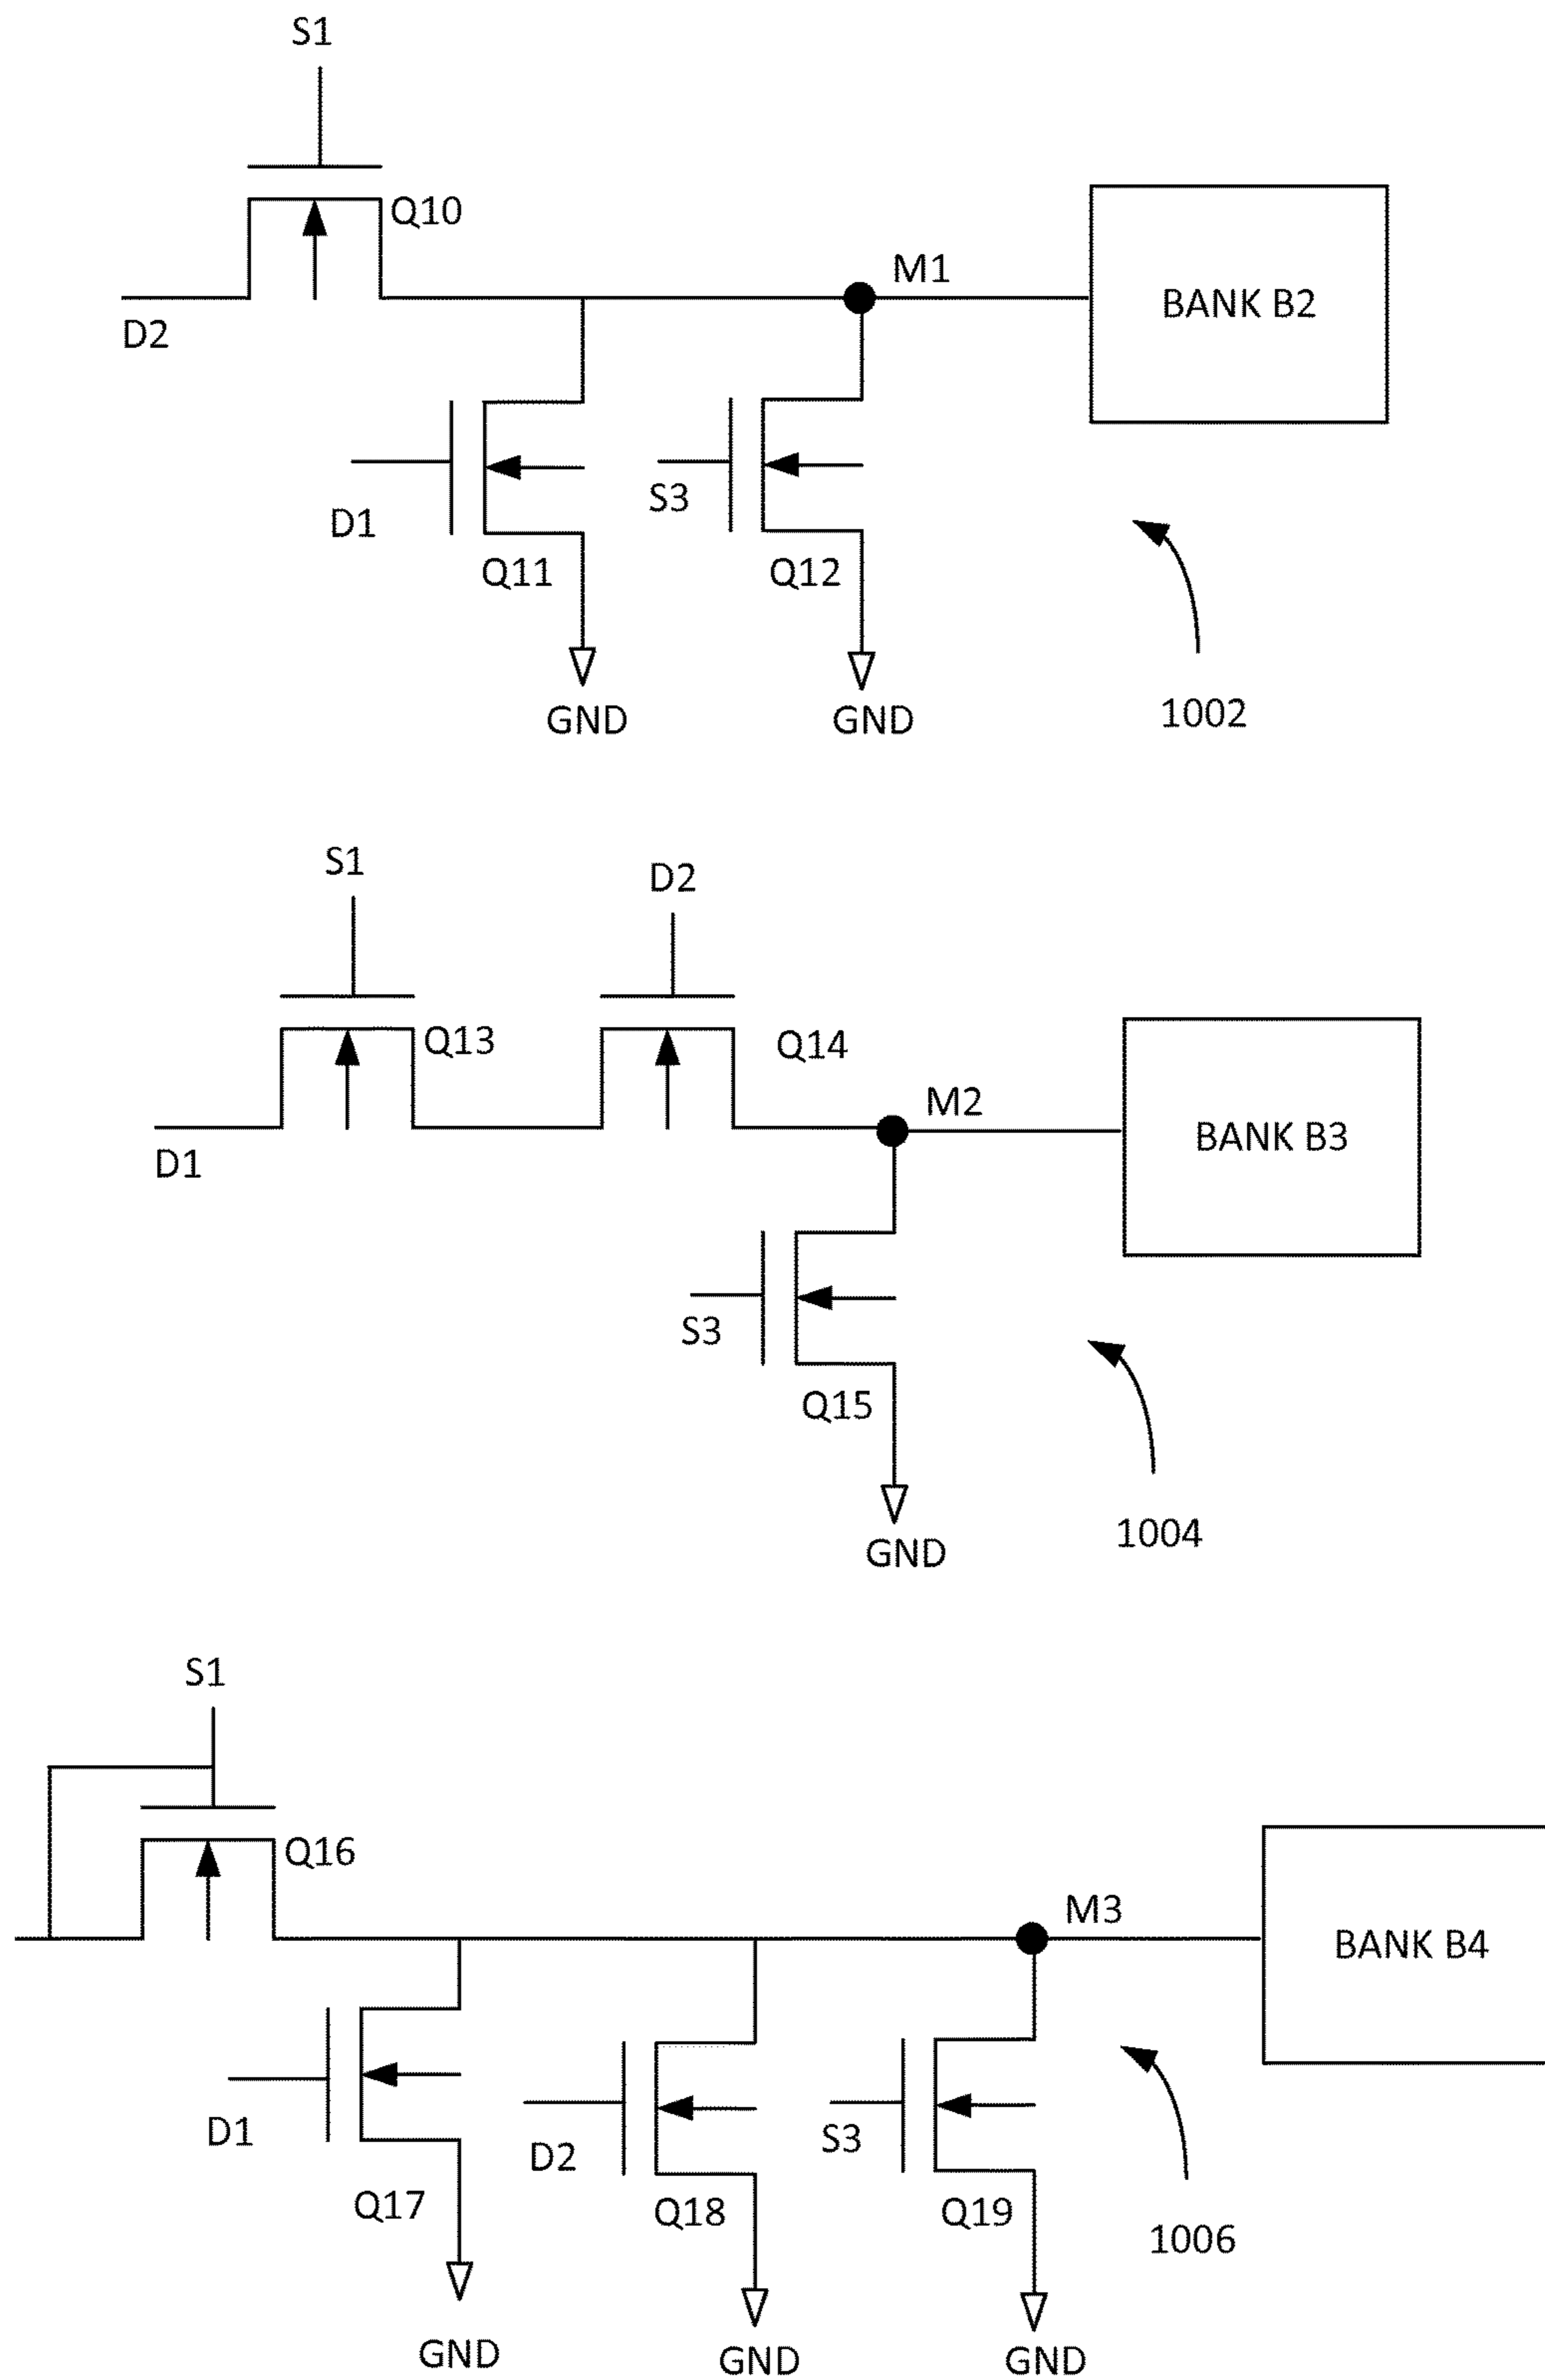 S1
Q10
M1
BANK B2
D2
D1
S3
Q11
Q12
GND
GND
1002
S1
D2
Q13
Q14
M2
BANK B3
D1
S3
Q15
GND
1004
S1
Q16
M3
BANK B4
D1
D2
S3
Q17
Q18
Q19
1006
GND
GND
GND